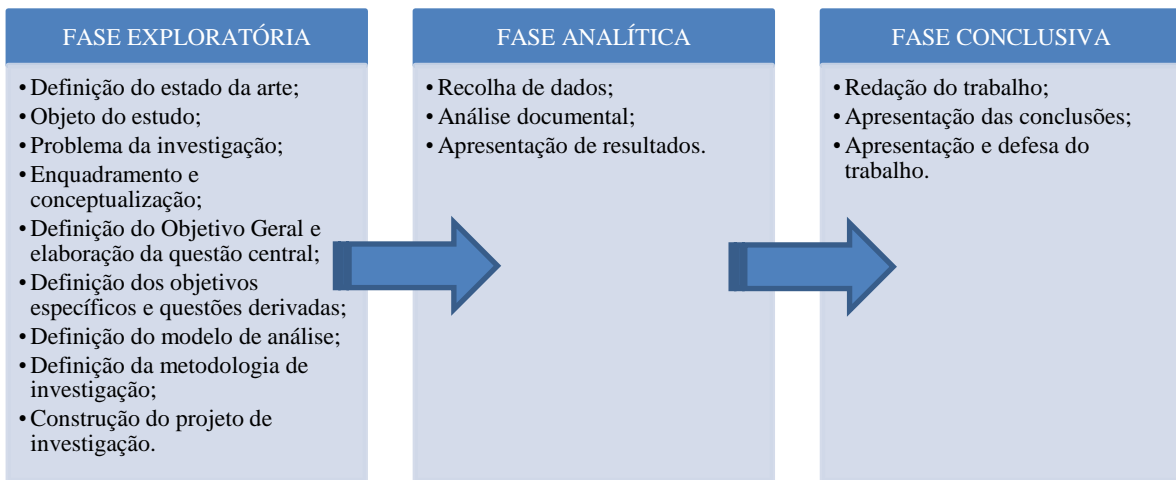 FASE EXPLORATÓRIA
• Definição do estado da arte;
• Objeto do estudo;
• Problema da investigação;
• Enquadramento e
conceptualização;
• Definição do Objetivo Geral e
elaboração da questão central;
• Definição dos objetivos
específicos e questões derivadas;
• Definição do modelo de análise;
• Definição da metodologia de
investigação;
• Construção do projeto de
investigação.
FASE ANALÍTICA
• Recolha de dados;
• Análise documental;
• Apresentação de resultados.
FASE CONCLUSIVA
• Redação do trabalho;
• Apresentação das conclusões;
• Apresentação e defesa do
trabalho.